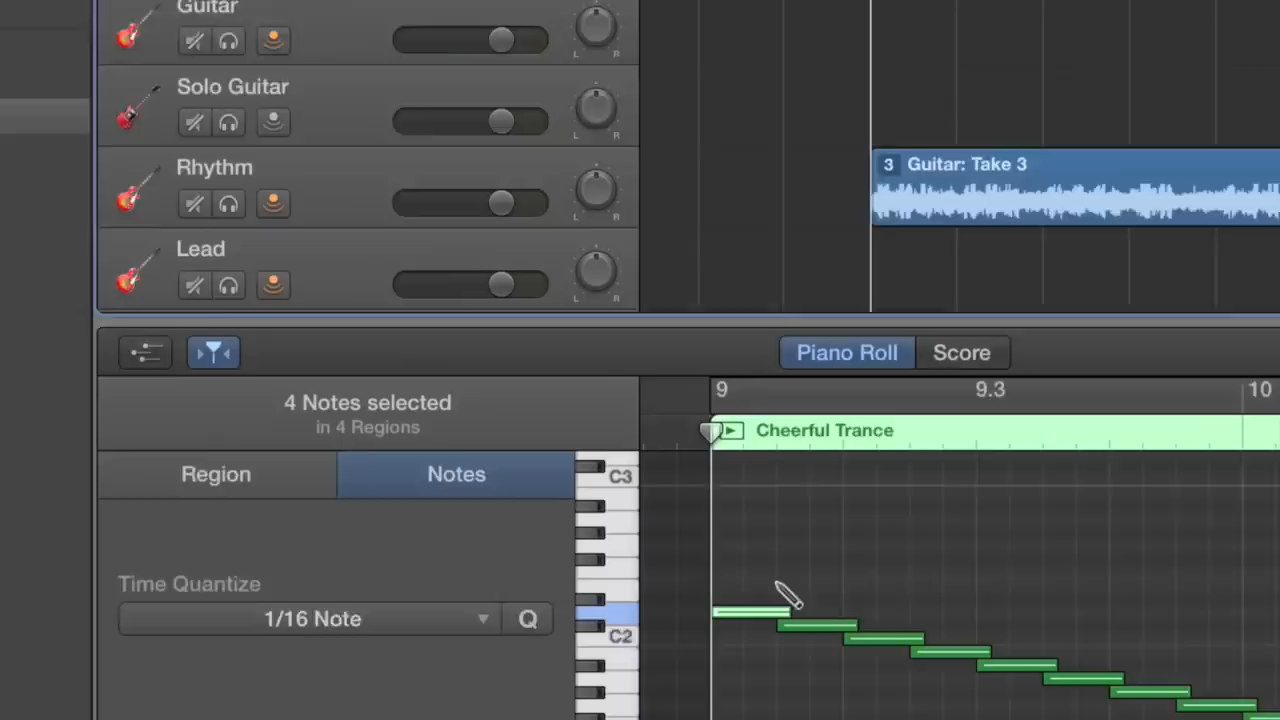 Guitar
L R
Solo Guitar
L R
3 Guitar: Take 3
Rhythm
L R
Lead
L R
Piano Roll Score
4 Notes selected
in 4 Regions
9 9.3 10
Cheerful Trance
Region Notes
C3
Time Quantize
1/16 Note Q
C2